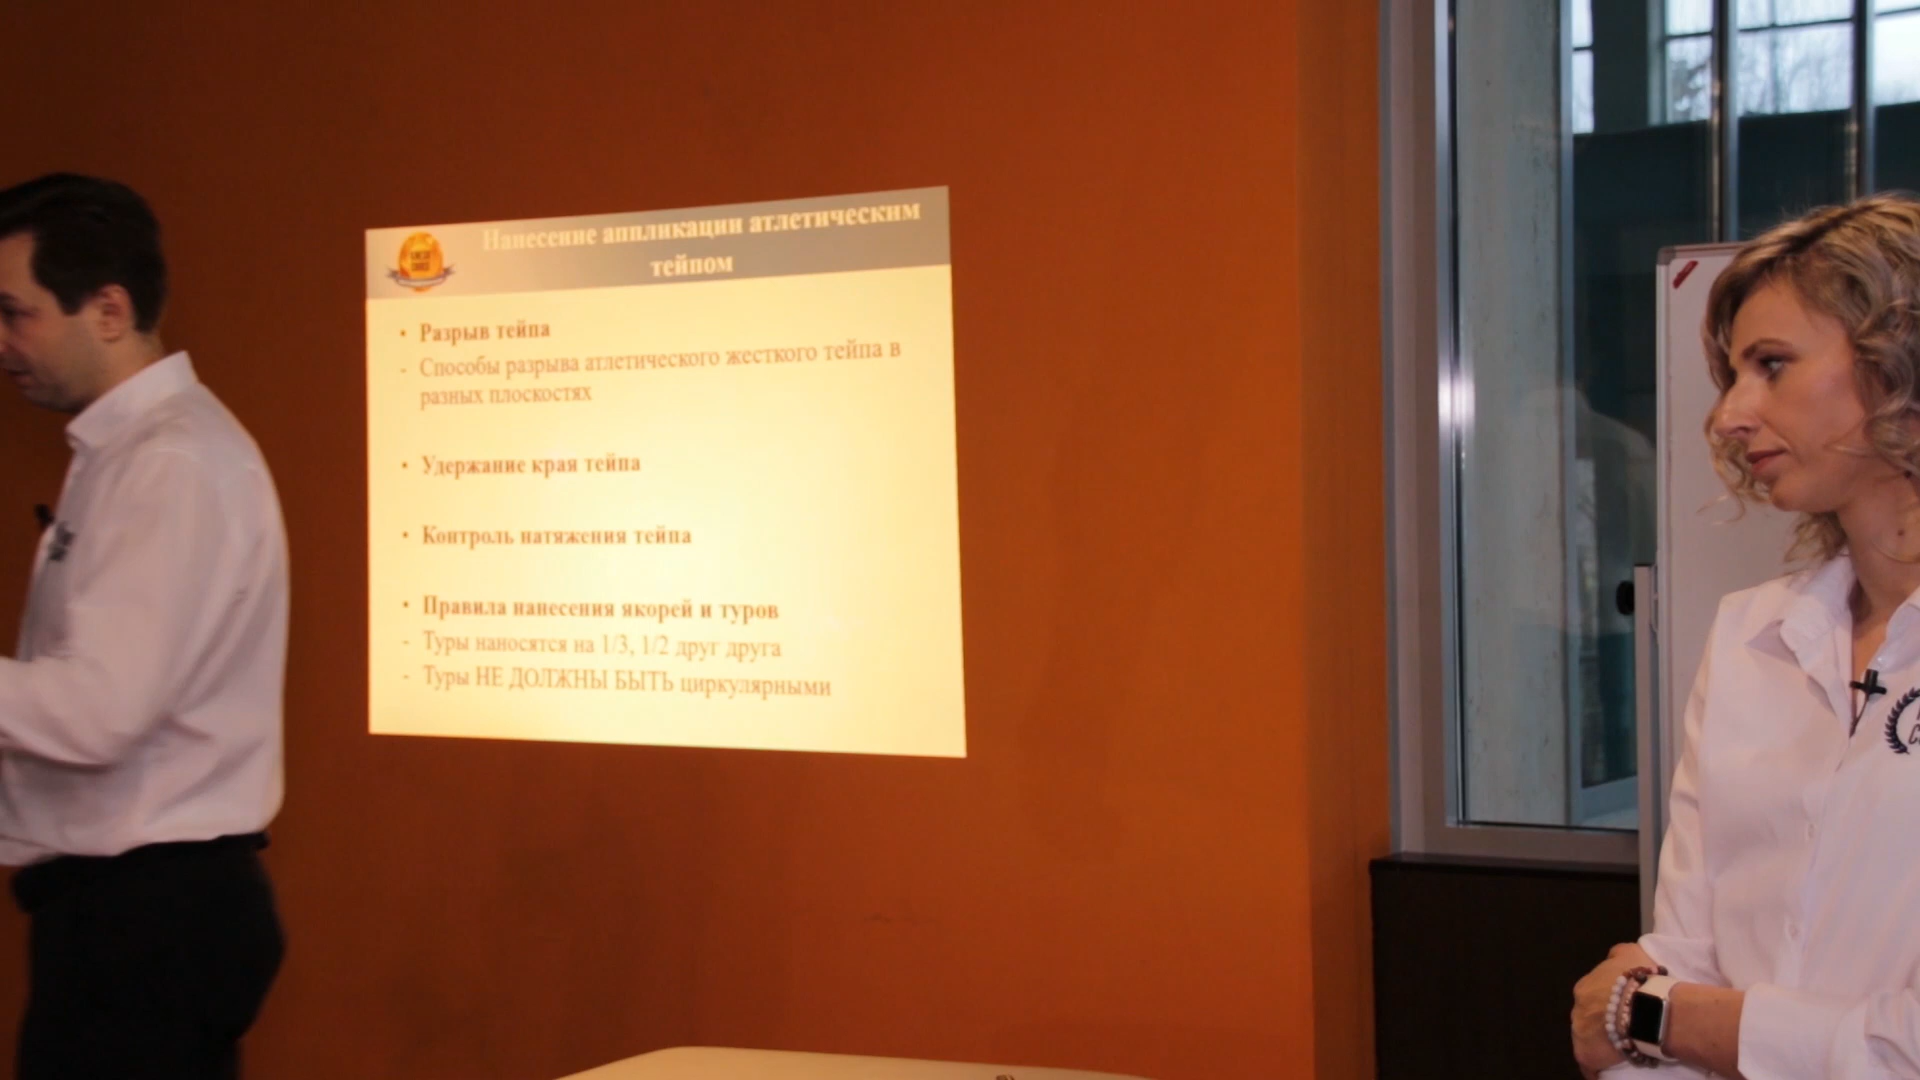 Нанесение аппликации атлетическим
тейпом
• Разрыв тейпа
- Способы разрыва атлетического жесткого тейпа в
разных плоскостях
• Удержание края тейпа
• Контроль натяжения тейпа
• Правила нанесения якорей и туров
- Туры наносятся на 1/3, 1/2 друг друга
- Туры НЕ ДОЛЖНЫ БЫТЬ циркулярными